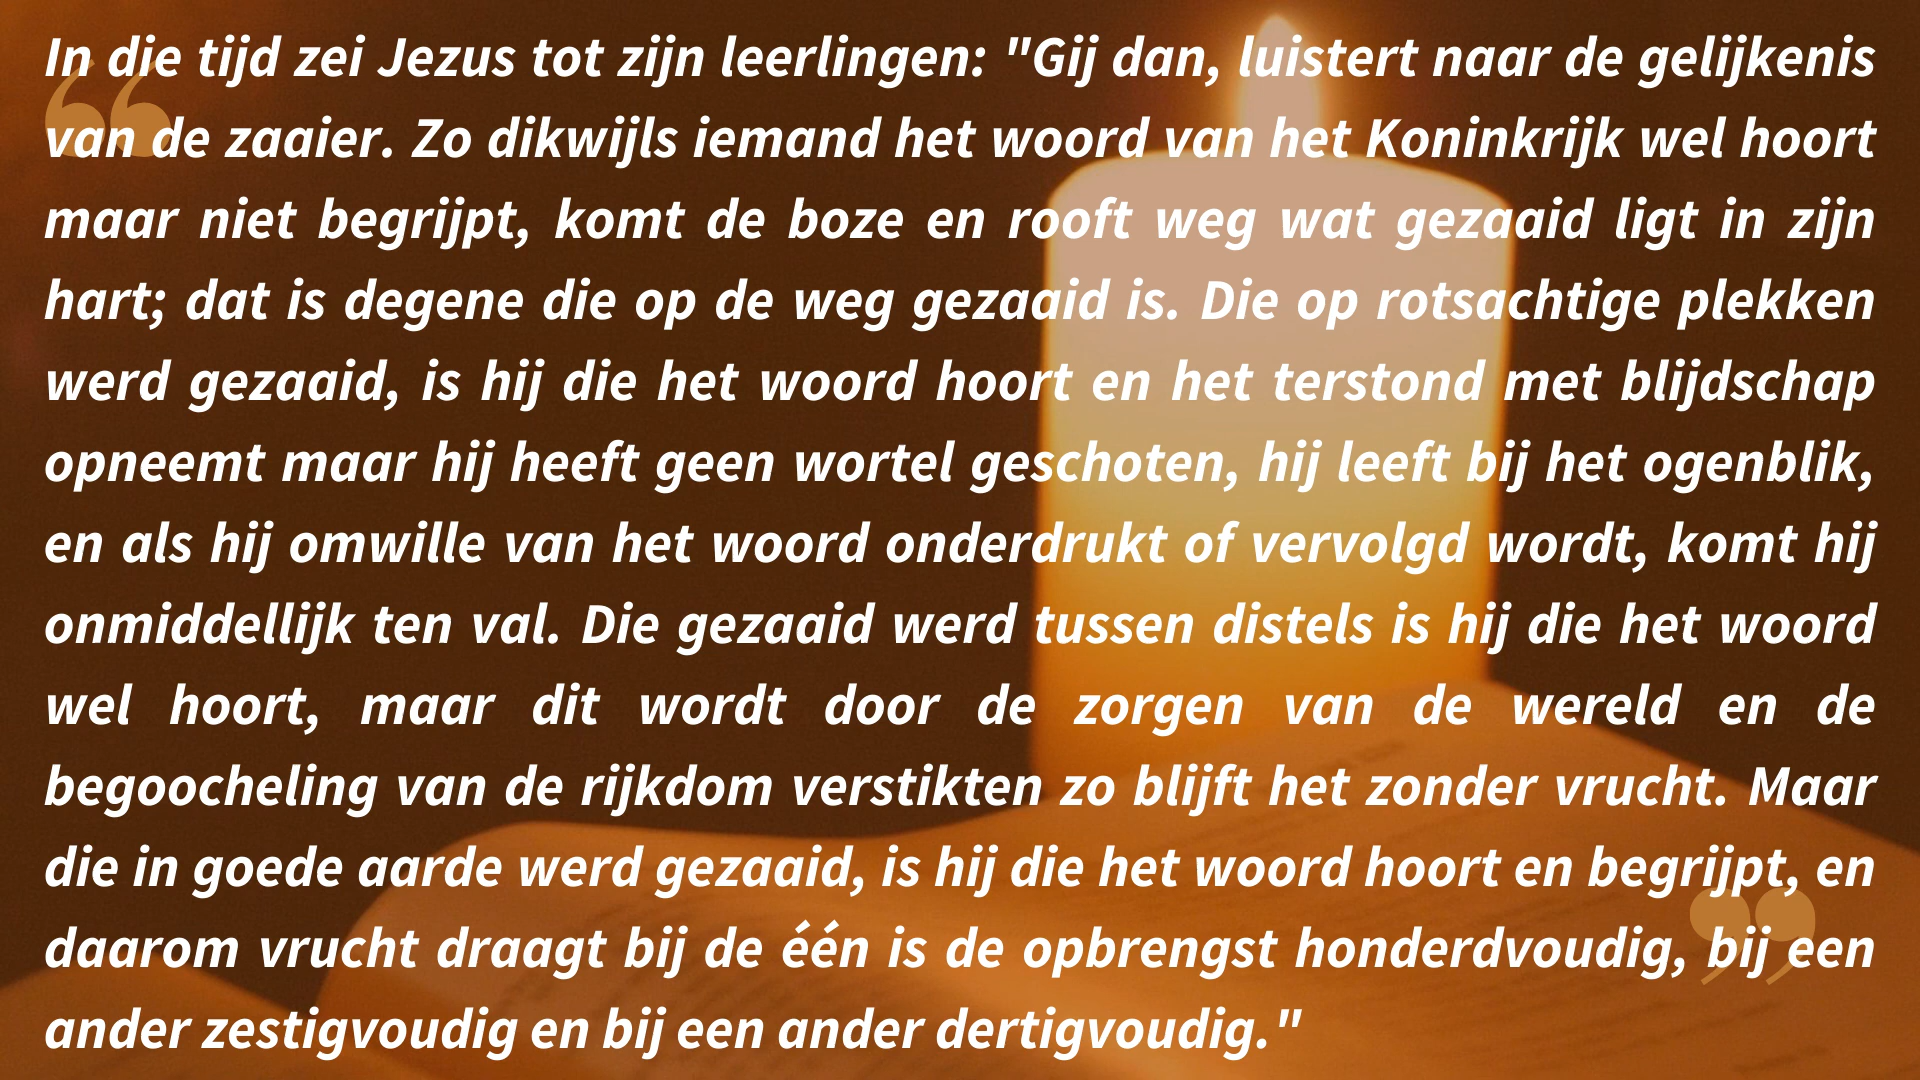 In die tijd zei Jezus tot zijn leerlingen: "Gij dan, luistert naar de gelijkenis
van de zaaier. Zo dikwijls iemand het woord van het Koninkrijk wel hoort
maar niet begrijpt, komt de boze en rooft weg wat gezaaid ligt in zijn
hart; dat is degene die op de weg gezaaid is. Die op rotsachtige plekken
werd gezaaid, is hij die het woord hoort en het terstond met blijdschap
opneemt maar hij heeft geen wortel geschoten, hij leeft bij het ogenblik,
en als hij omwille van het woord onderdrukt of vervolgd wordt, komt hij
onmiddellijk ten val. Die gezaaid werd tussen distels is hij die het woord
wel hoort, maar dit wordt door de zorgen van de wereld en de
begoocheling van de rijkdom verstikten zo blijft het zonder vrucht. Maar
die in goede aarde werd gezaaid, is hij die het woord hoort en begrijpt, en
daarom vrucht draagt bij de één is de opbrengst honderdvoudig, bij een
ander zestigvoudig en bij een ander dertigvoudig."